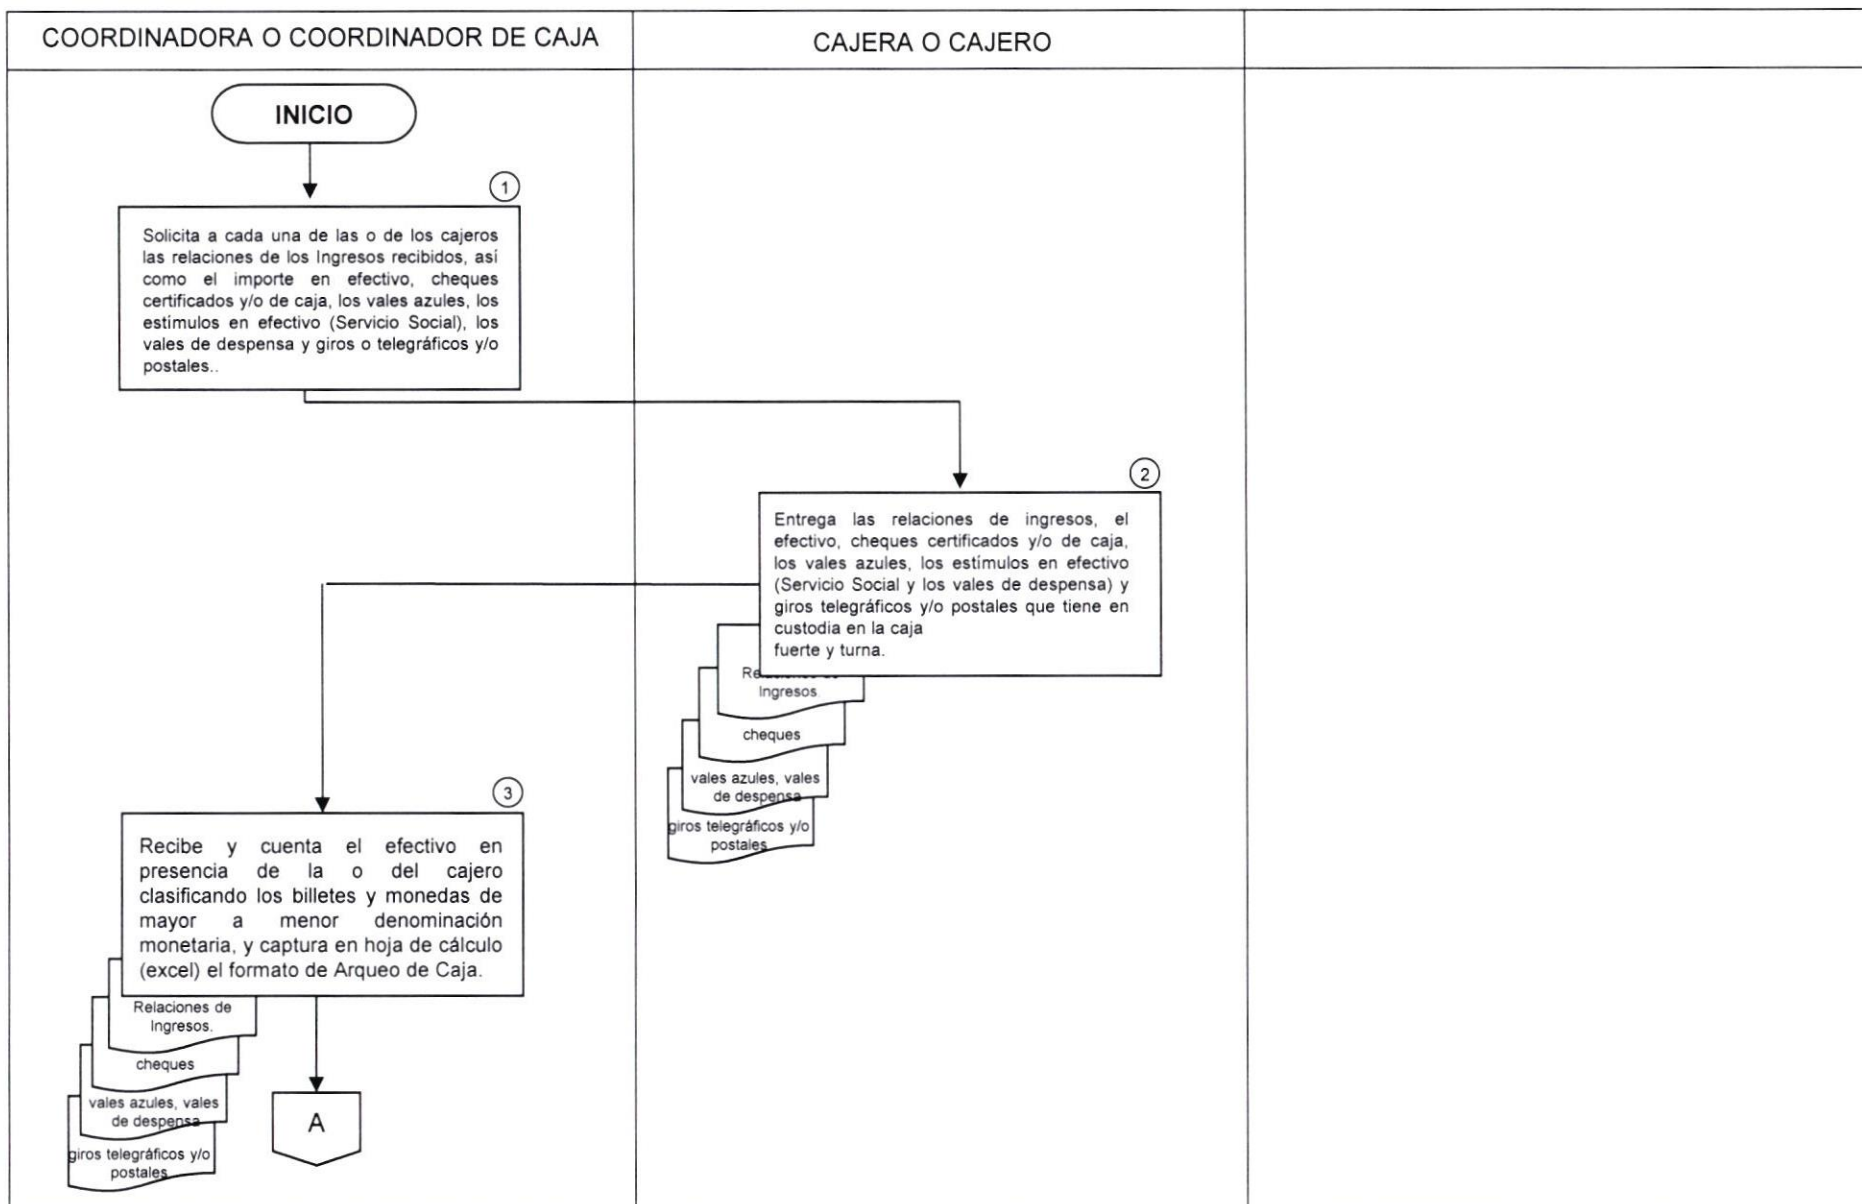 COORDINADORA O COORDINADOR DE CAJA
CAJERA O CAJERO
INICIO
1
Solicita a cada una de las o de los cajeros
las relaciones de los Ingresos recibidos, así
como el importe en efectivo, cheques
certificados y/o de caja, los vales azules, los
estímulos en efectivo (Servicio Social), los
vales de despensa y giros o telegráficos y/o
postales..
2
Entrega las relaciones de ingresos, el
efectivo, cheques certificados y/o de caja,
los vales azules, los estímulos en efectivo
(Servicio Social y los vales de despensa) y
giros telegráficos y/o postales que tiene en
custodia en la caja
fuerte y turna.
Relaciones de
Ingresos.
cheques
vales azules, vales
de despensa
giros telegráficos y/o
postales
3
Recibe y cuenta el efectivo en
presencia de la o del cajero
clasificando los billetes y monedas de
mayor a menor denominación
monetaria, y captura en hoja de cálculo
(excel) el formato de Arqueo de Caja.
Relaciones de
Ingresos.
cheques
vales azules, vales
de despensa
giros telegráficos y/o
postales
A